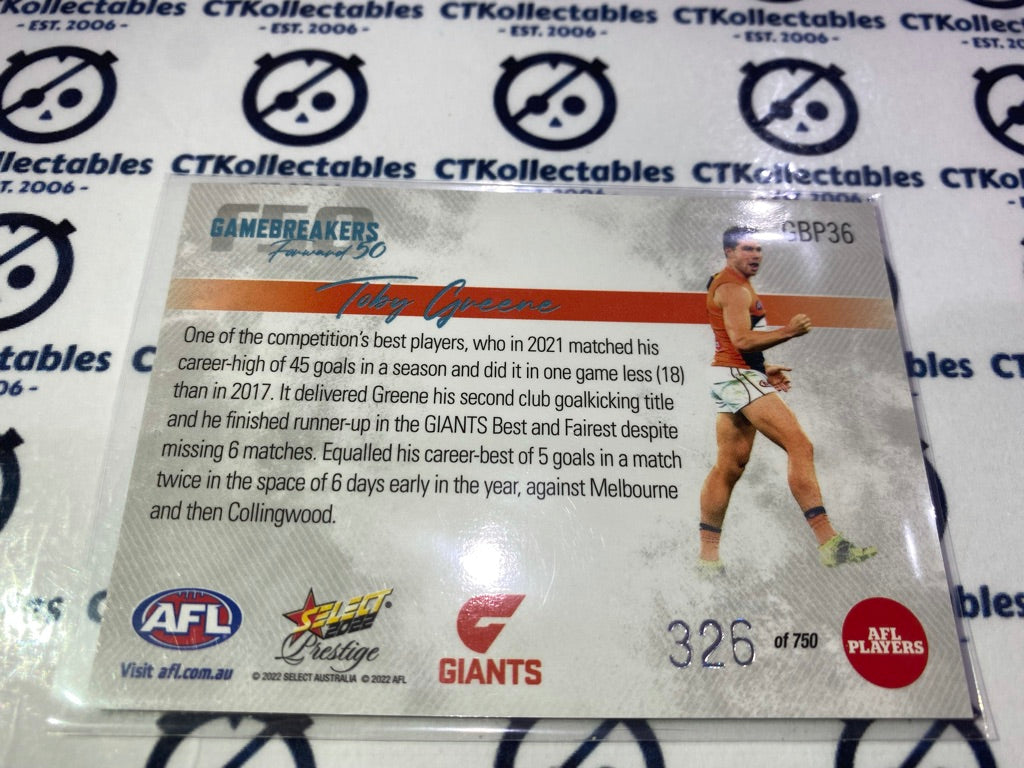 CTKollectables CTKollectables CTKollectables CTKollectables
EST. 2006 - - EST. 2006 - - EST. 2006 - - EST. 2006 -
CTKollectables CTKollectables CTKollectables
T. 2006 -
F50
GAMEBREAKERS
Forward 50
GBP36
Toby Greene
One of the competition's best players, who in 2021 matched his
career-high of 45 goals in a season and did it in one game less (18)
than in 2017. It delivered Greene his second club goalkicking title
and he finished runner-up in the GIANTS Best and Fairest despite
missing 6 matches. Equalled his career-best of 5 goals in a match
twice in the space of 6 days early in the year, against Melbourne
and then Collingwood.
AFL
Visit afl.com.au
SELECT
2022
Prestige
© 2022 SELECT AUSTRALIA © 2022 AFL
G
GIANTS
326 of 750
AFL
PLAYERS